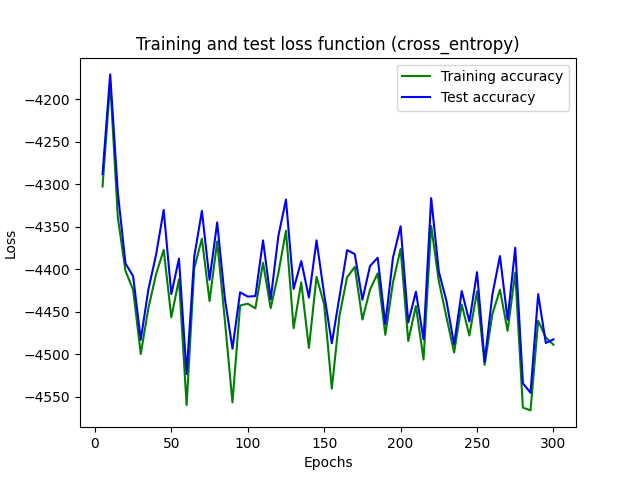 Training and test loss function (cross_entropy)
Training accuracy
Test accuracy
Loss
−4200
−4250
−4300
−4350
−4400
−4450
−4500
−4550
0 50 100 150 200 250 300
Epochs